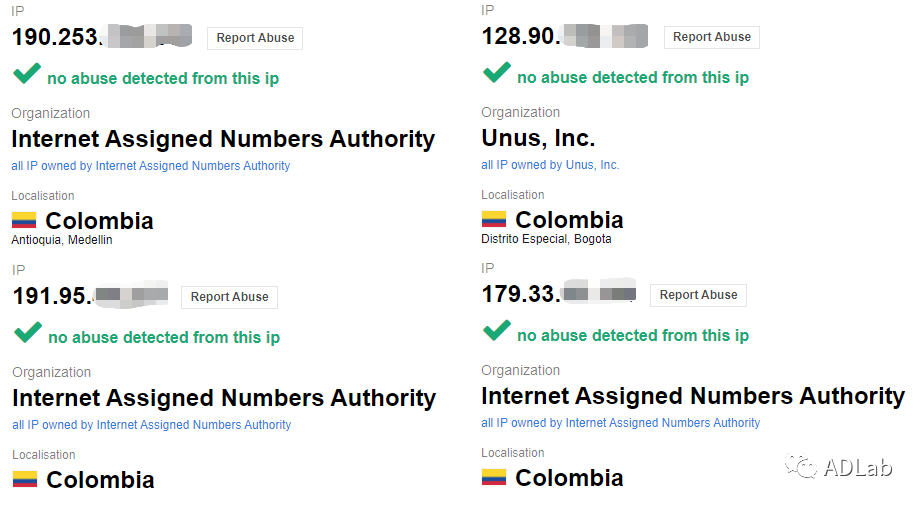 IP
190.253.
Report Abuse
no abuse detected from this ip
Organization
Internet Assigned Numbers Authority
all IP owned by Internet Assigned Numbers Authority
Localisation
Colombia
Antioquia, Medellin
IP
128.90.
Report Abuse
no abuse detected from this ip
Organization
Unus, Inc.
all IP owned by Unus, Inc.
Localisation
Colombia
Distrito Especial, Bogota
IP
191.95.
Report Abuse
no abuse detected from this ip
Organization
Internet Assigned Numbers Authority
all IP owned by Internet Assigned Numbers Authority
Localisation
Colombia
IP
179.33.
Report Abuse
no abuse detected from this ip
Organization
Internet Assigned Numbers Authority
all IP owned by Internet Assigned Numbers Authority
Localisation
Colombia
ADLab